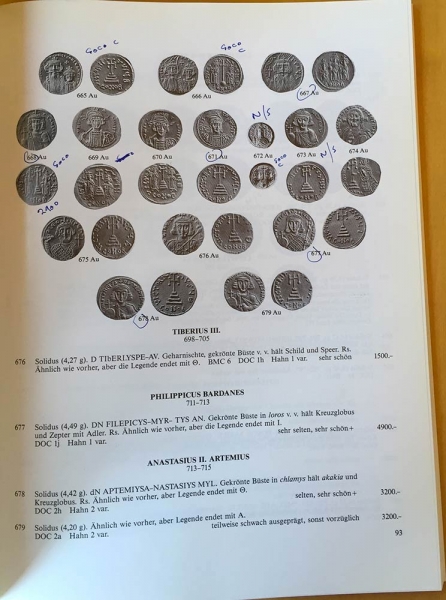 GOCO C
GOCO C
665 Au
666 Au
667 Au
N/S
668 Au
GOCO
669 Au
670 Au
671 Au
672 Au
GOCO C
673 Au
N/S
674 Au
2100
675 Au
676 Au
677 Au
678 Au
679 Au
TIBERIUS III.
698–705
676 Solidus (4,27 g). D TIbERLYSPE-AV. Geharnischte, gekrönte Büste v. v. hält Schild und Speer. Rs.
Ähnlich wie vorher, aber die Legende endet mit Θ. BMC 6 DOC 1h Hahn 1 var. sehr schön 1500.–
PHILIPPICUS BARDANES
711–713
677 Solidus (4,49 g). DN FILEPICYS–MYR– TYS AN. Gekrönte Büste in loros v. v. hält Kreuzglobus
und Zepter mit Adler. Rs. Ähnlich wie vorher, aber die Legende endet mit I. sehr selten, sehr schön+ 4900.–
DOC 1j Hahn 1 var.
ANASTASIUS II. ARTEMIUS
713–715
678 Solidus (4,42 g). dN APTEMIYSA–NASTASIYS MYL. Gekrönte Büste in chlamys hält akakia und
Kreuzglobus. Rs. Ähnlich wie vorher, aber Legende endet mit Θ. selten, sehr schön+ 3200.–
DOC 2h Hahn 2 var.
679 Solidus (4,20 g). Ähnlich wie vorher, aber Legende endet mit A. teilweise schwach ausgeprägt, sonst vorzüglich 3200.–
DOC 2a Hahn 2 var.
93